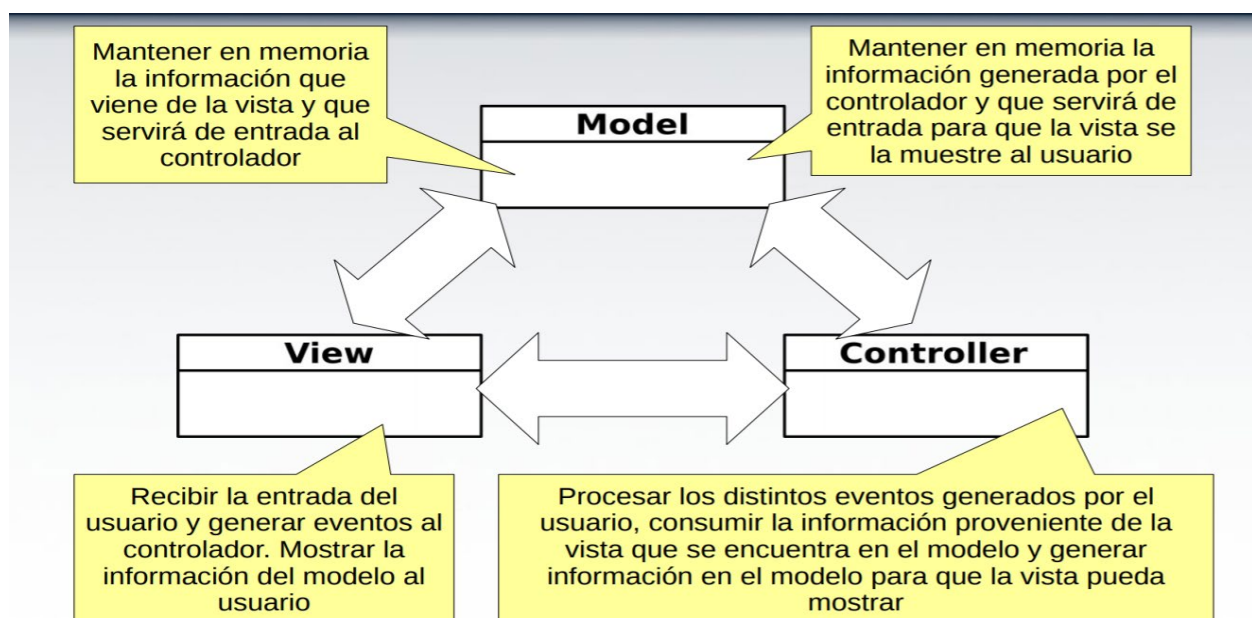 Mantener en memoria
la información que
viene de la vista y que
servirá de entrada al
controlador
Mantener en memoria la
información generada por el
controlador y que servirá de
entrada para que la vista se
la muestre al usuario
Model
View
Controller
Recibir la entrada del
usuario y generar eventos al
controlador. Mostrar la
información del modelo al
usuario
Procesar los distintos eventos generados por el
usuario, consumir la información proveniente de la
vista que se encuentra en el modelo y generar
información en el modelo para que la vista pueda
mostrar